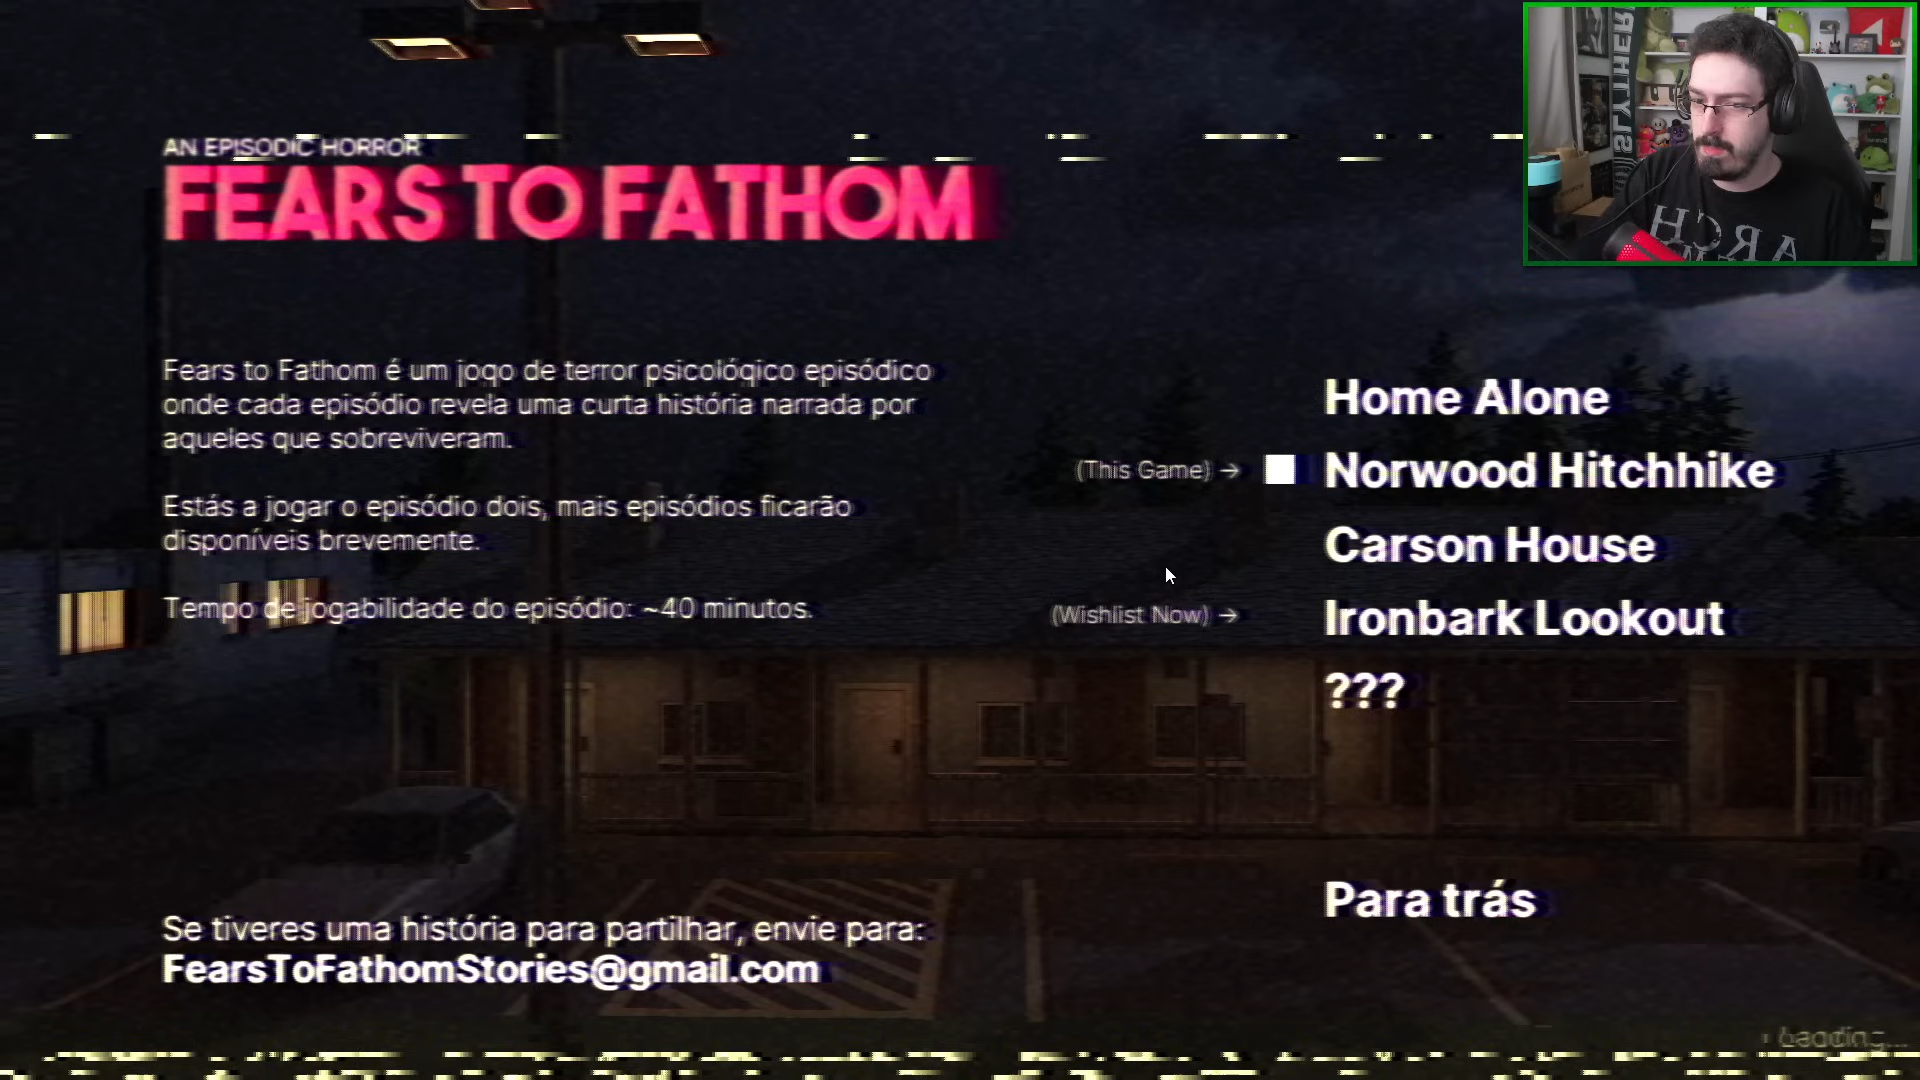 AN EPISODIC HORROR
FEARS TO FATHOM
Fears to Fathom é um jogo de terror psicológico episódico
onde cada episódio revela uma curta história narrada por
aqueles que sobreviveram.
Estás a jogar o episódio dois, mais episódios ficarão
disponíveis brevemente.
Tempo de jogabilidade do episódio: ~40 minutos.
Se tiveres uma história para partilhar, envie para:
FearsToFathomStories@gmail.com
Home Alone
(This Game) → Norwood Hitchhike
Carson House
(Wishlist Now) → Ironbark Lookout
???
Para trás
Loading...
SLYTHER
ARCH